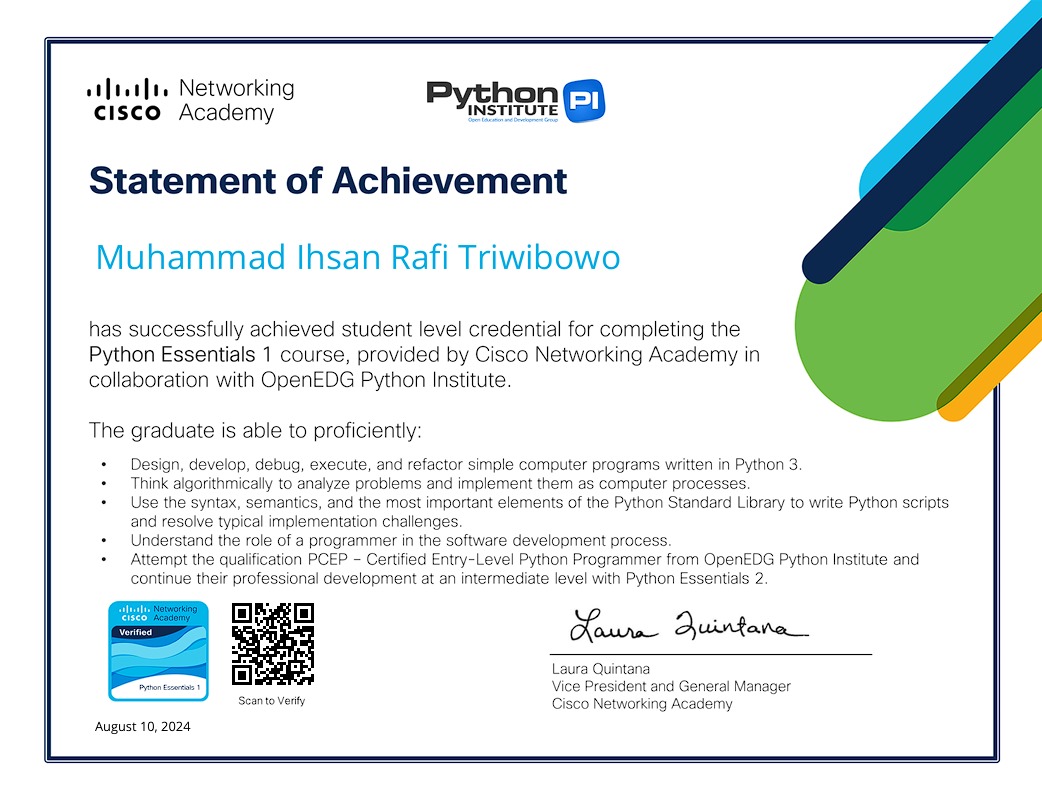 CISCO Networking Academy
Python INSTITUTE PI
Open Education and Development Group
Statement of Achievement
Muhammad Ihsan Rafi Triwibowo
has successfully achieved student level credential for completing the
Python Essentials 1 course, provided by Cisco Networking Academy in
collaboration with OpenEDG Python Institute.
The graduate is able to proficiently:
• Design, develop, debug, execute, and refactor simple computer programs written in Python 3.
• Think algorithmically to analyze problems and implement them as computer processes.
• Use the syntax, semantics, and the most important elements of the Python Standard Library to write Python scripts
and resolve typical implementation challenges.
• Understand the role of a programmer in the software development process.
• Attempt the qualification PCEP – Certified Entry-Level Python Programmer from OpenEDG Python Institute and
continue their professional development at an intermediate level with Python Essentials 2.
CISCO Networking Academy
Verified
Python Essentials 1
Scan to Verify
August 10, 2024
Laura Quintana
Laura Quintana
Vice President and General Manager
Cisco Networking Academy